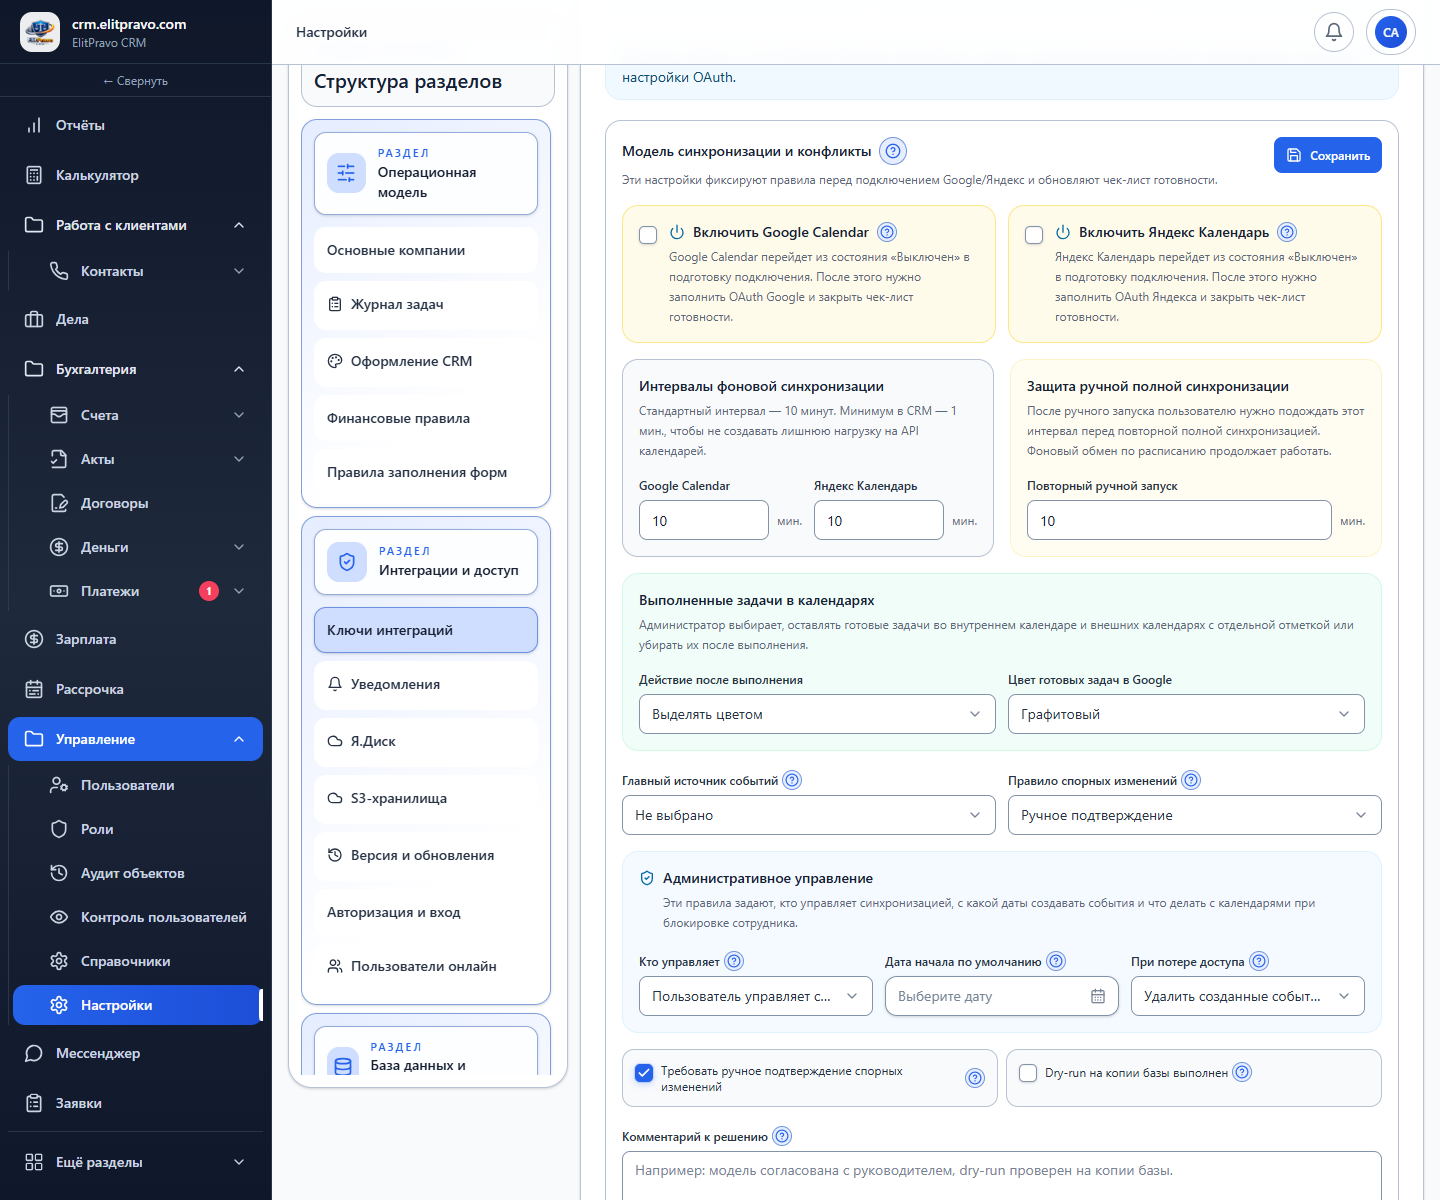 crm.elitpravo.com
ElitPravo CRM
← Свернуть
Отчёты
Калькулятор
Работа с клиентами
Контакты
Дела
Бухгалтерия
Счета
Акты
Договоры
Деньги
Платежи
1
Зарплата
Рассрочка
Управление
Пользователи
Роли
Аудит объектов
Контроль пользователей
Справочники
Настройки
Мессенджер
Заявки
Ещё разделы
Настройки
CA
Структура разделов
РАЗДЕЛ
Операционная
модель
Основные компании
Журнал задач
Оформление CRM
Финансовые правила
Правила заполнения форм
РАЗДЕЛ
Интеграции и доступ
Ключи интеграций
Уведомления
Я.Диск
S3-хранилища
Версия и обновления
Авторизация и вход
Пользователи онлайн
РАЗДЕЛ
База данных и
настройки OAuth.
Модель синхронизации и конфликты
Сохранить
Эти настройки фиксируют правила перед подключением Google/Яндекс и обновляют чек-лист готовности.
Включить Google Calendar
Google Calendar перейдет из состояния «Выключен» в
подготовку подключения. После этого нужно
заполнить OAuth Google и закрыть чек-лист
готовности.
Включить Яндекс Календарь
Яндекс Календарь перейдет из состояния «Выключен»
в подготовку подключения. После этого нужно
заполнить OAuth Яндекса и закрыть чек-лист
готовности.
Интервалы фоновой синхронизации
Стандартный интервал — 10 минут. Минимум в CRM — 1
мин., чтобы не создавать лишнюю нагрузку на API
календарей.
Google Calendar
Яндекс Календарь
10
мин.
10
мин.
Защита ручной полной синхронизации
После ручного запуска пользователю нужно подождать этот
интервал перед повторной полной синхронизацией.
Фоновый обмен по расписанию продолжает работать.
Повторный ручной запуск
10
мин.
Выполненные задачи в календарях
Администратор выбирает, оставлять готовые задачи во внутреннем календаре и внешних календарях с отдельной отметкой или
убирать их после выполнения.
Действие после выполнения
Цвет готовых задач в Google
Выделять цветом
Графитовый
Главный источник событий
Правило спорных изменений
Не выбрано
Ручное подтверждение
Административное управление
Эти правила задают, кто управляет синхронизацией, с какой даты создавать события и что делать с календарями при
блокировке сотрудника.
Кто управляет
Дата начала по умолчанию
При потере доступа
Пользователь управляет с...
Выберите дату
Удалить созданные событ...
Требовать ручное подтверждение спорных
изменений
Dry-run на копии базы выполнен
Комментарий к решению
Например: модель согласована с руководителем, dry-run проверен на копии базы.